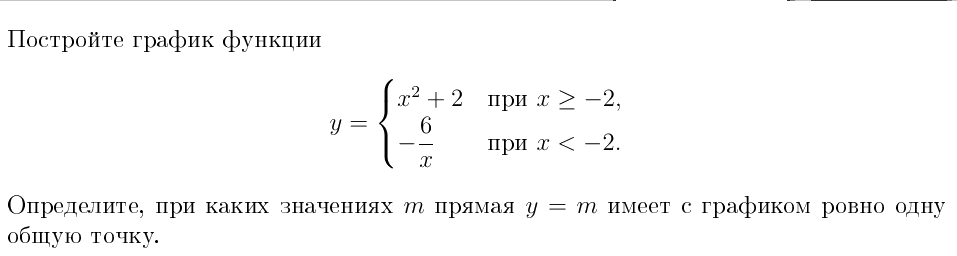 Постройте график функции
y = { x² + 2 при x ≥ −2,
−6/x при x < −2.
Определите, при каких значениях m прямая y = m имеет с графиком ровно одну
общую точку.